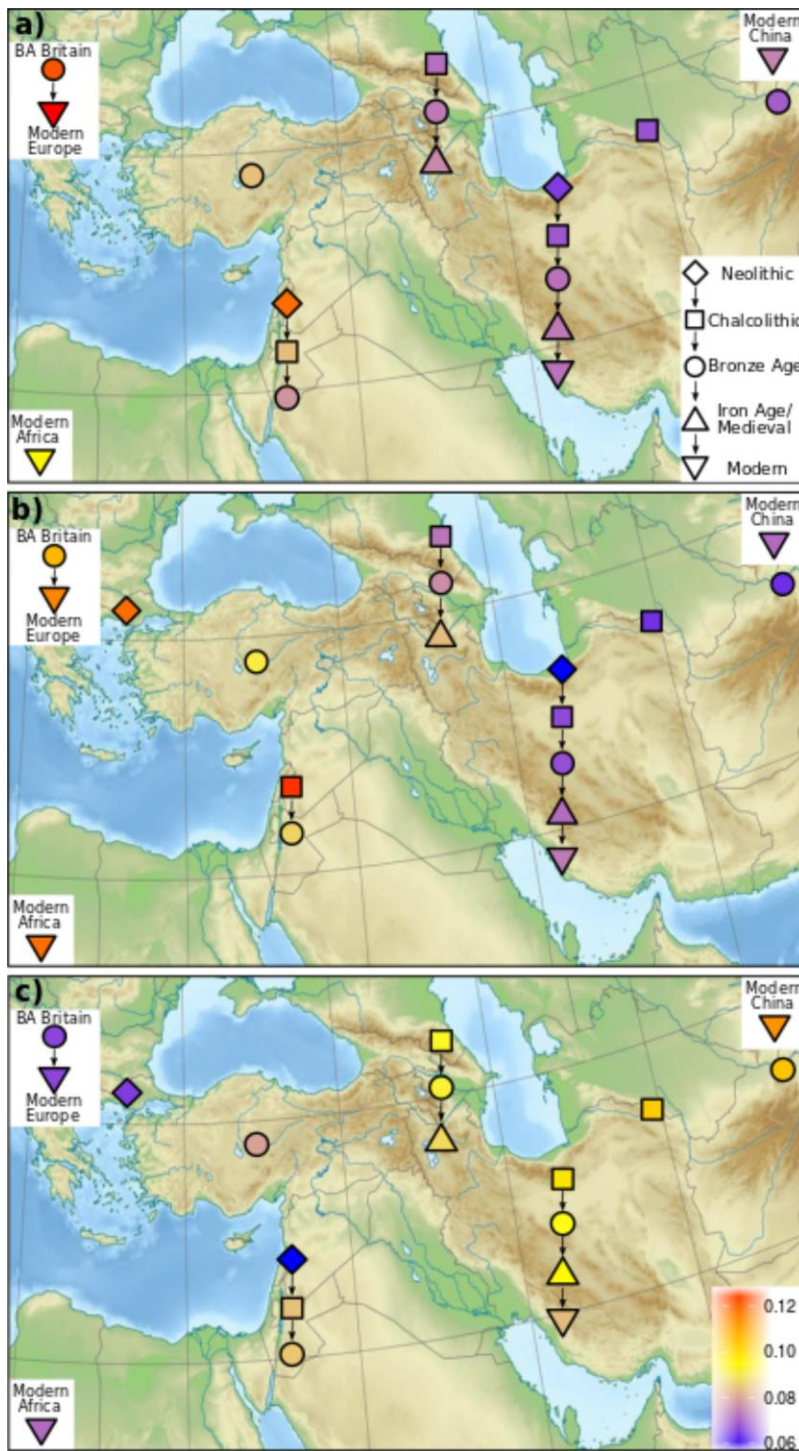 a)
BA Britain
Modern
Europe
Modern
China
Neolithic
Chalcolithic
Bronze Age
Iron Age/
Medieval
Modern
Modern
Africa
b)
BA Britain
Modern
Europe
Modern
China
Modern
Africa
c)
BA Britain
Modern
Europe
Modern
China
Modern
Africa
0.12
0.10
0.08
0.06